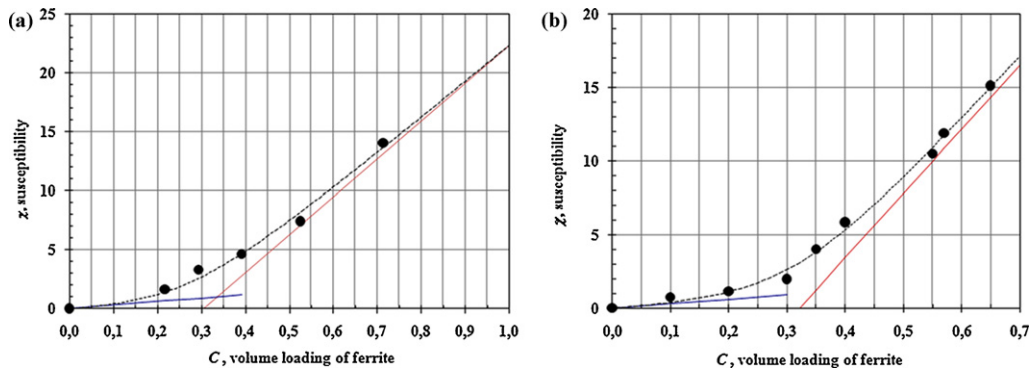 (a)
25
20
15
10
5
0
χ, susceptibility
0,0 0,1 0,2 0,3 0,4 0,5 0,6 0,7 0,8 0,9 1,0
C, volume loading of ferrite
(b)
20
15
10
5
0
χ, susceptibility
0,0 0,1 0,2 0,3 0,4 0,5 0,6 0,7
C, volume loading of ferrite